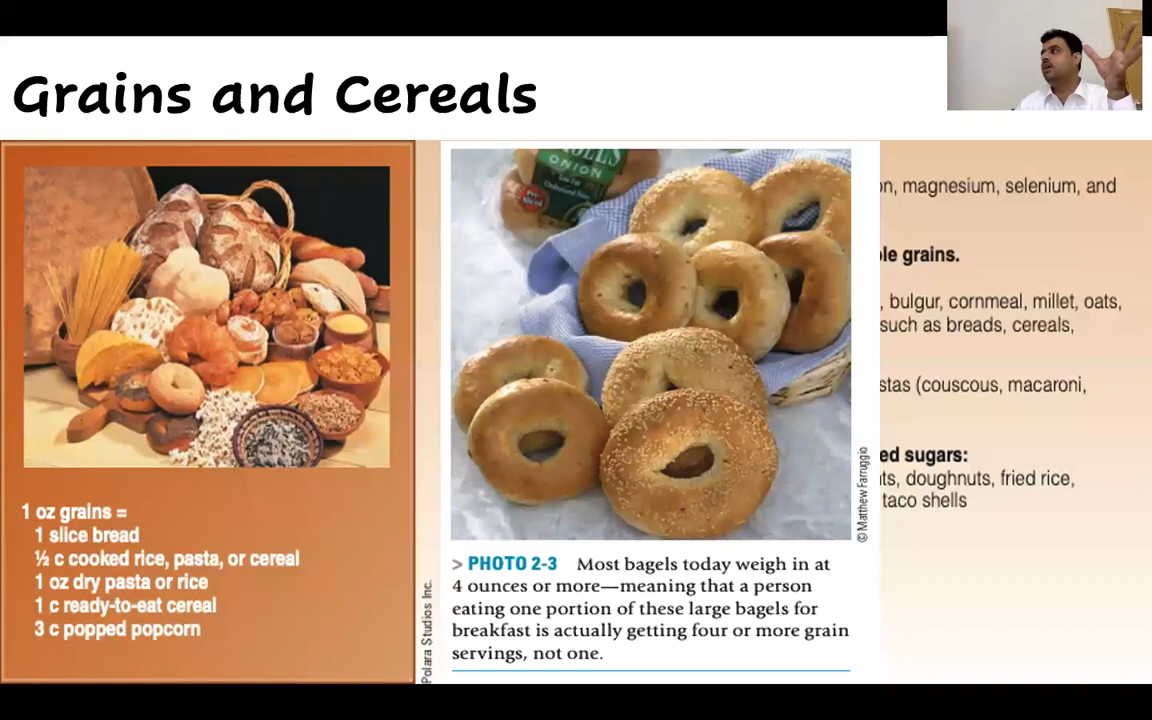 Grains and Cereals
ONION
1 oz grains =
1 slice bread
½ c cooked rice, pasta, or cereal
1 oz dry pasta or rice
1 c ready-to-eat cereal
3 c popped popcorn
Polara Studios Inc.
© Matthew Farruggio
> PHOTO 2-3 Most bagels today weigh in at
4 ounces or more—meaning that a person
eating one portion of these large bagels for
breakfast is actually getting four or more grain
servings, not one.
magnesium, selenium, and
grains.
bulgur, cornmeal, millet, oats,
such as breads, cereals,
(couscous, macaroni,
sugars:
doughnuts, fried rice,
taco shells